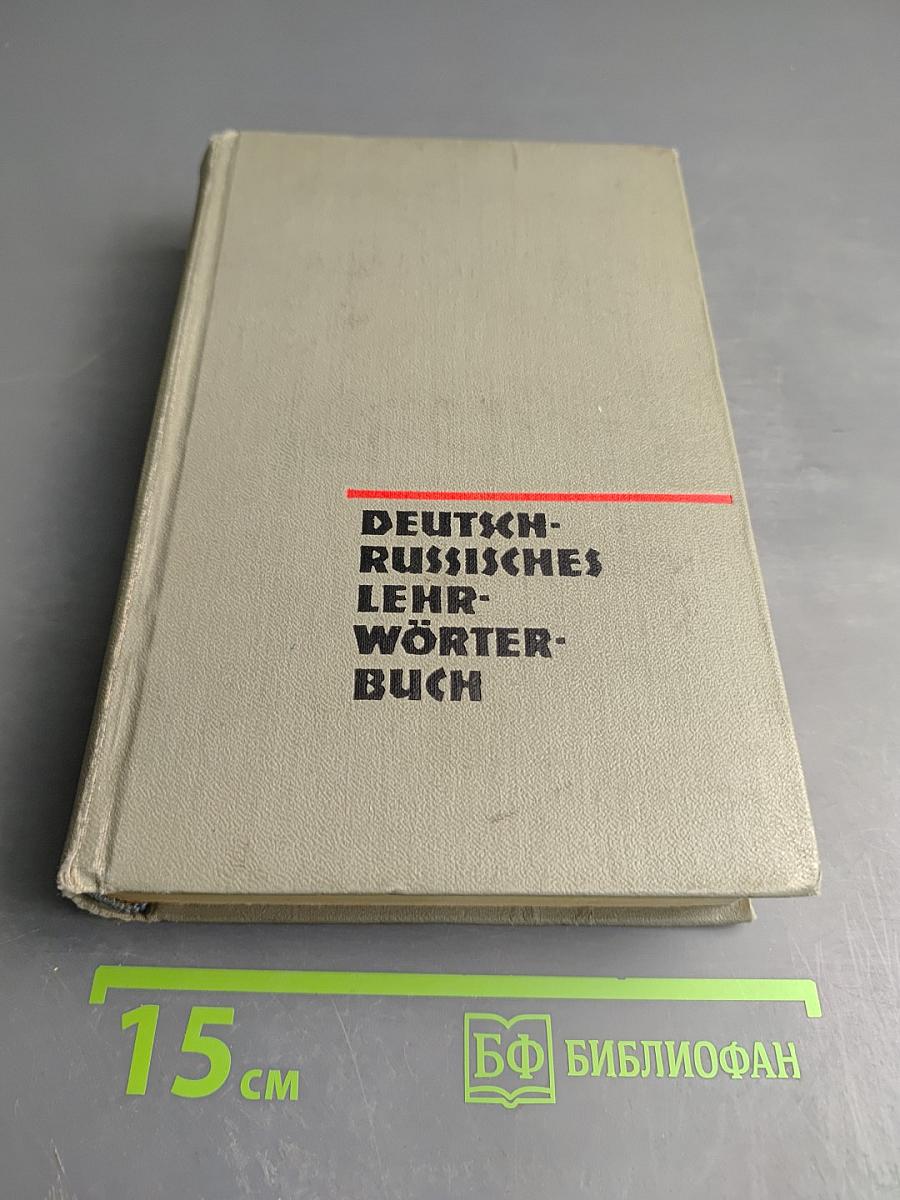 DEUTSCH-
RUSSISCHES
LEHR-
WÖRTER-
BUCH
15 см
БФ БИБЛИОФАН